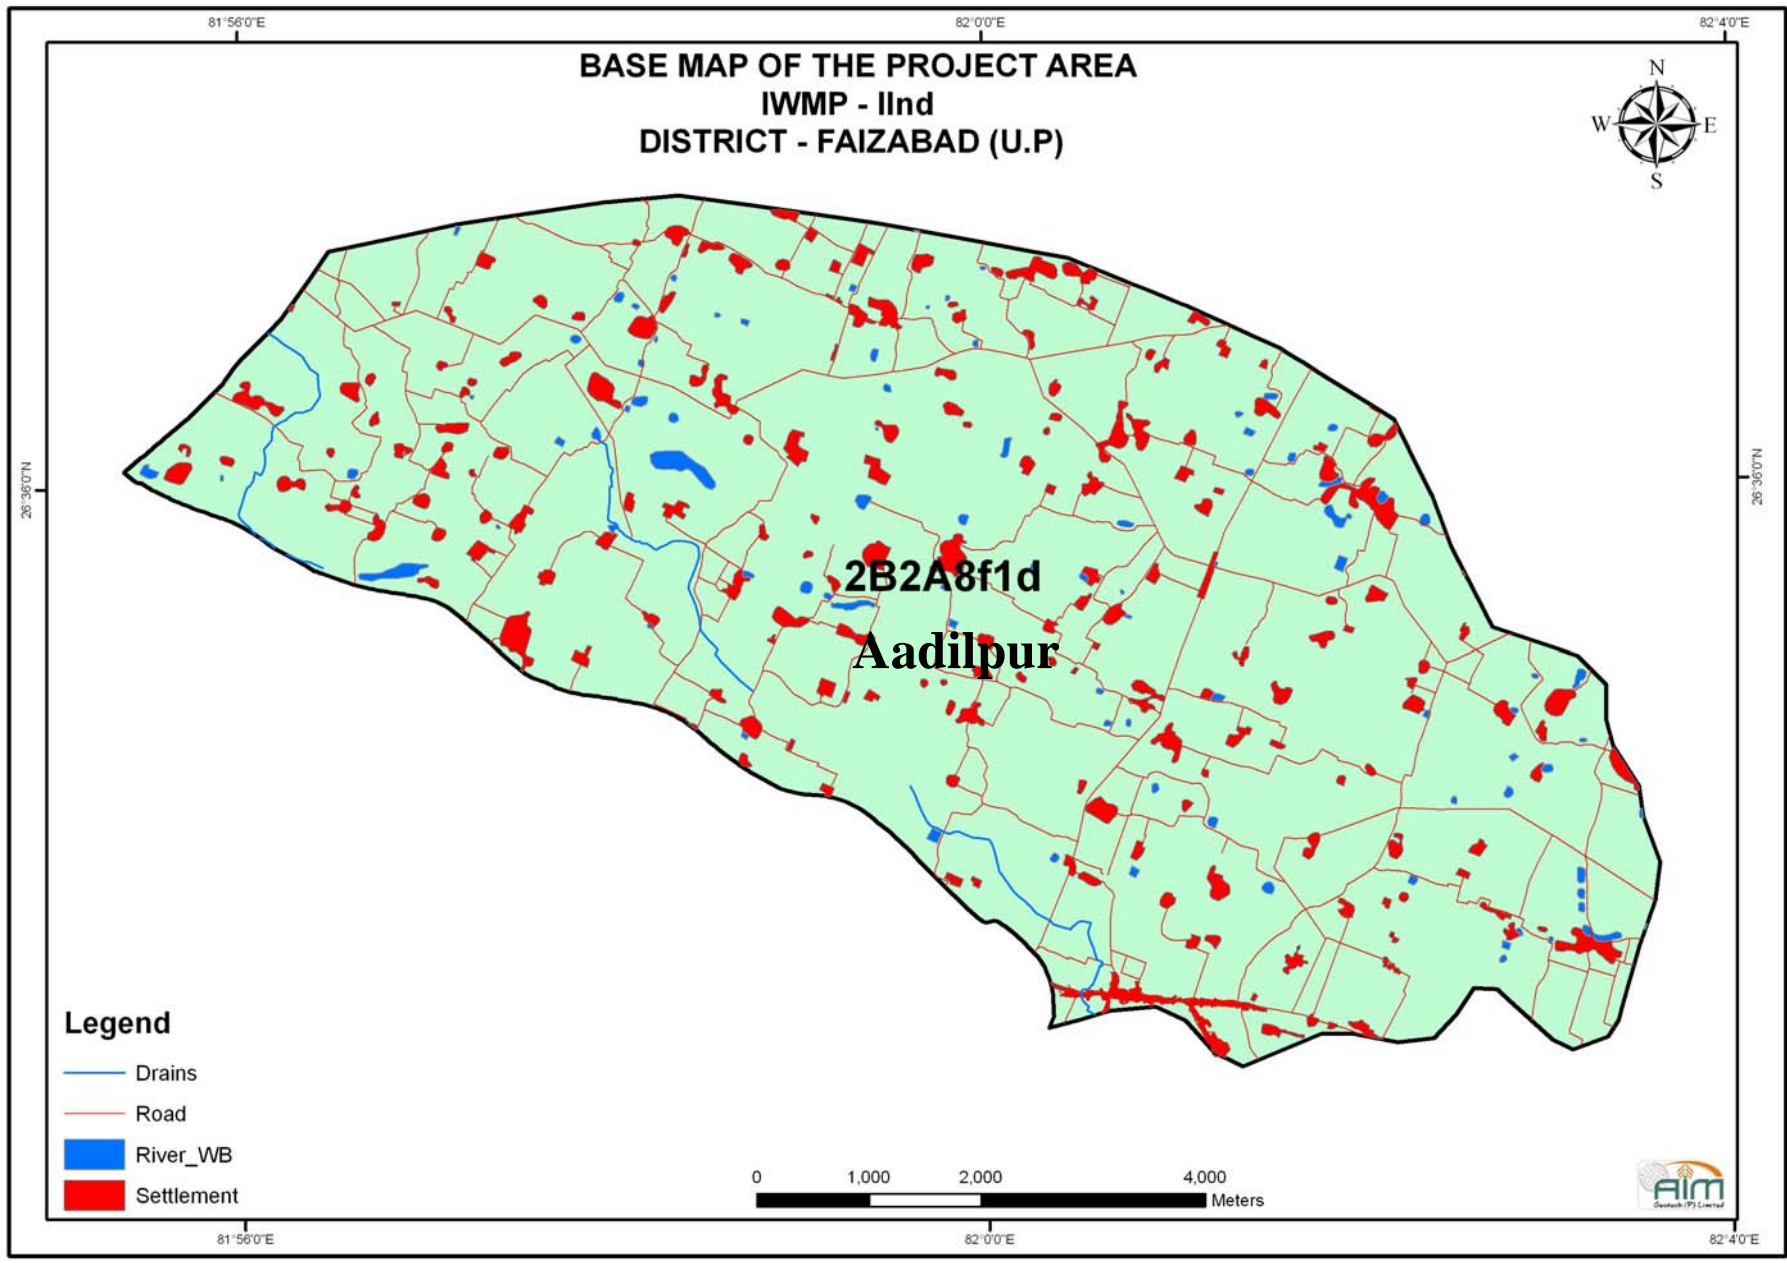 81°56'0"E 82°0'0"E 82°4'0"E
BASE MAP OF THE PROJECT AREA
IWMP - IInd
DISTRICT - FAIZABAD (U.P)
N
W E
S
26°36'0"N 26°36'0"N
2B2A8f1d
Aadilpur
Legend
Drains
Road
River_WB
Settlement
0 1,000 2,000 4,000
Meters
AIM
Geotech (P) Limited
81°56'0"E 82°0'0"E 82°4'0"E